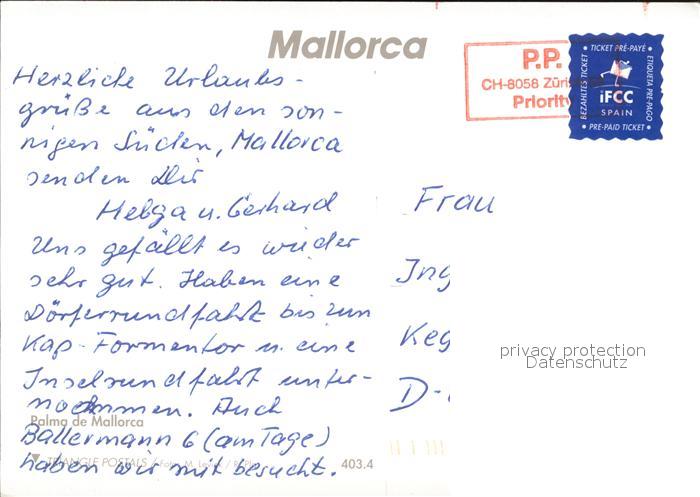 Mallorca
Herzliche Urlaubs-
grüße aus den son-
nigen Süden, Mallorca
senden Dir
Helga u. Gerhard
Uns gefällt es wieder
sehr gut. Haben eine
Dörferrundfahrt bis zum
Kap-Formentor u. eine
Inselrundfahrt unter-
nommen. Auch
Ballermann 6 (am Tage)
haben wir mit besucht.
Palma de Mallorca
TRIANGLE POSTALS
403.4
P.P.
CH-8058 Züri
Priority
TICKET PRÉ-PAYÉ
BEZAHLTES TICKET
ETIQUETA PRE-PAGO
iFCC
SPAIN
PRE-PAID TICKET
Frau
Ing
Keg
D-
privacy protection
Datenschutz